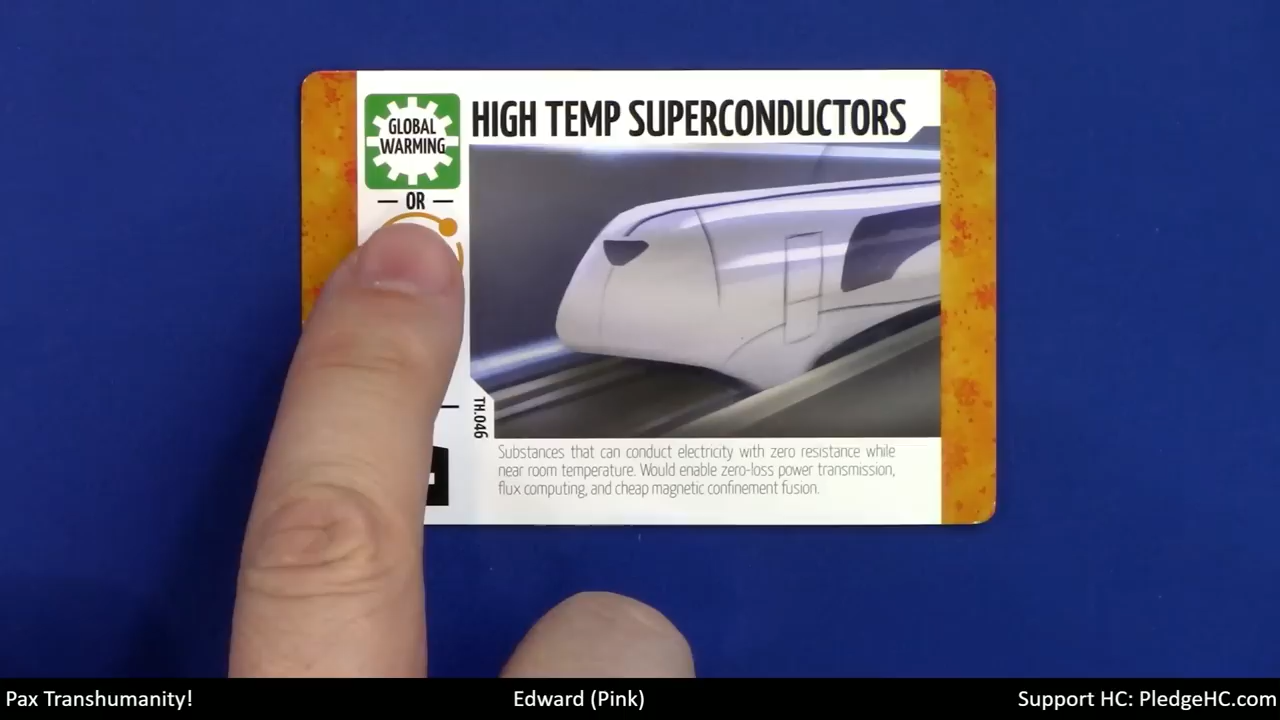 HIGH TEMP SUPERCONDUCTORS
GLOBAL
WARMING
OR
TH.046
Substances that can conduct electricity with zero resistance while
near room temperature. Would enable zero-loss power transmission,
flux computing, and cheap magnetic confinement fusion.
Pax Transhumanity!
Edward (Pink)
Support HC: PledgeHC.com